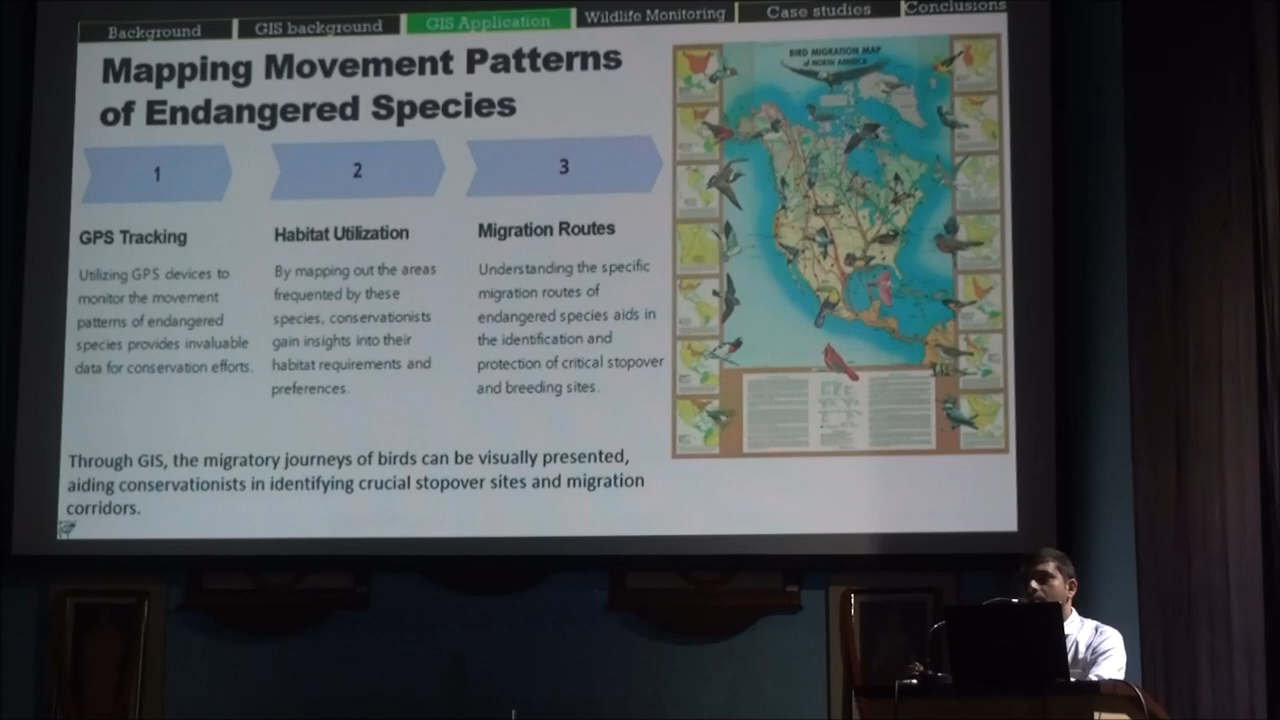 Background
GIS background
GIS Application
Wildlife Monitoring
Case studies
Conclusions
Mapping Movement Patterns
of Endangered Species
1
2
3
GPS Tracking
Utilizing GPS devices to
monitor the movement
patterns of endangered
species provides invaluable
data for conservation efforts.
Habitat Utilization
By mapping out the areas
frequented by these
species, conservationists
gain insights into their
habitat requirements and
preferences.
Migration Routes
Understanding the specific
migration routes of
endangered species aids in
the identification and
protection of critical stopover
and breeding sites.
BIRD MIGRATION MAP
of NORTH AMERICA
Through GIS, the migratory journeys of birds can be visually presented,
aiding conservationists in identifying crucial stopover sites and migration
corridors.